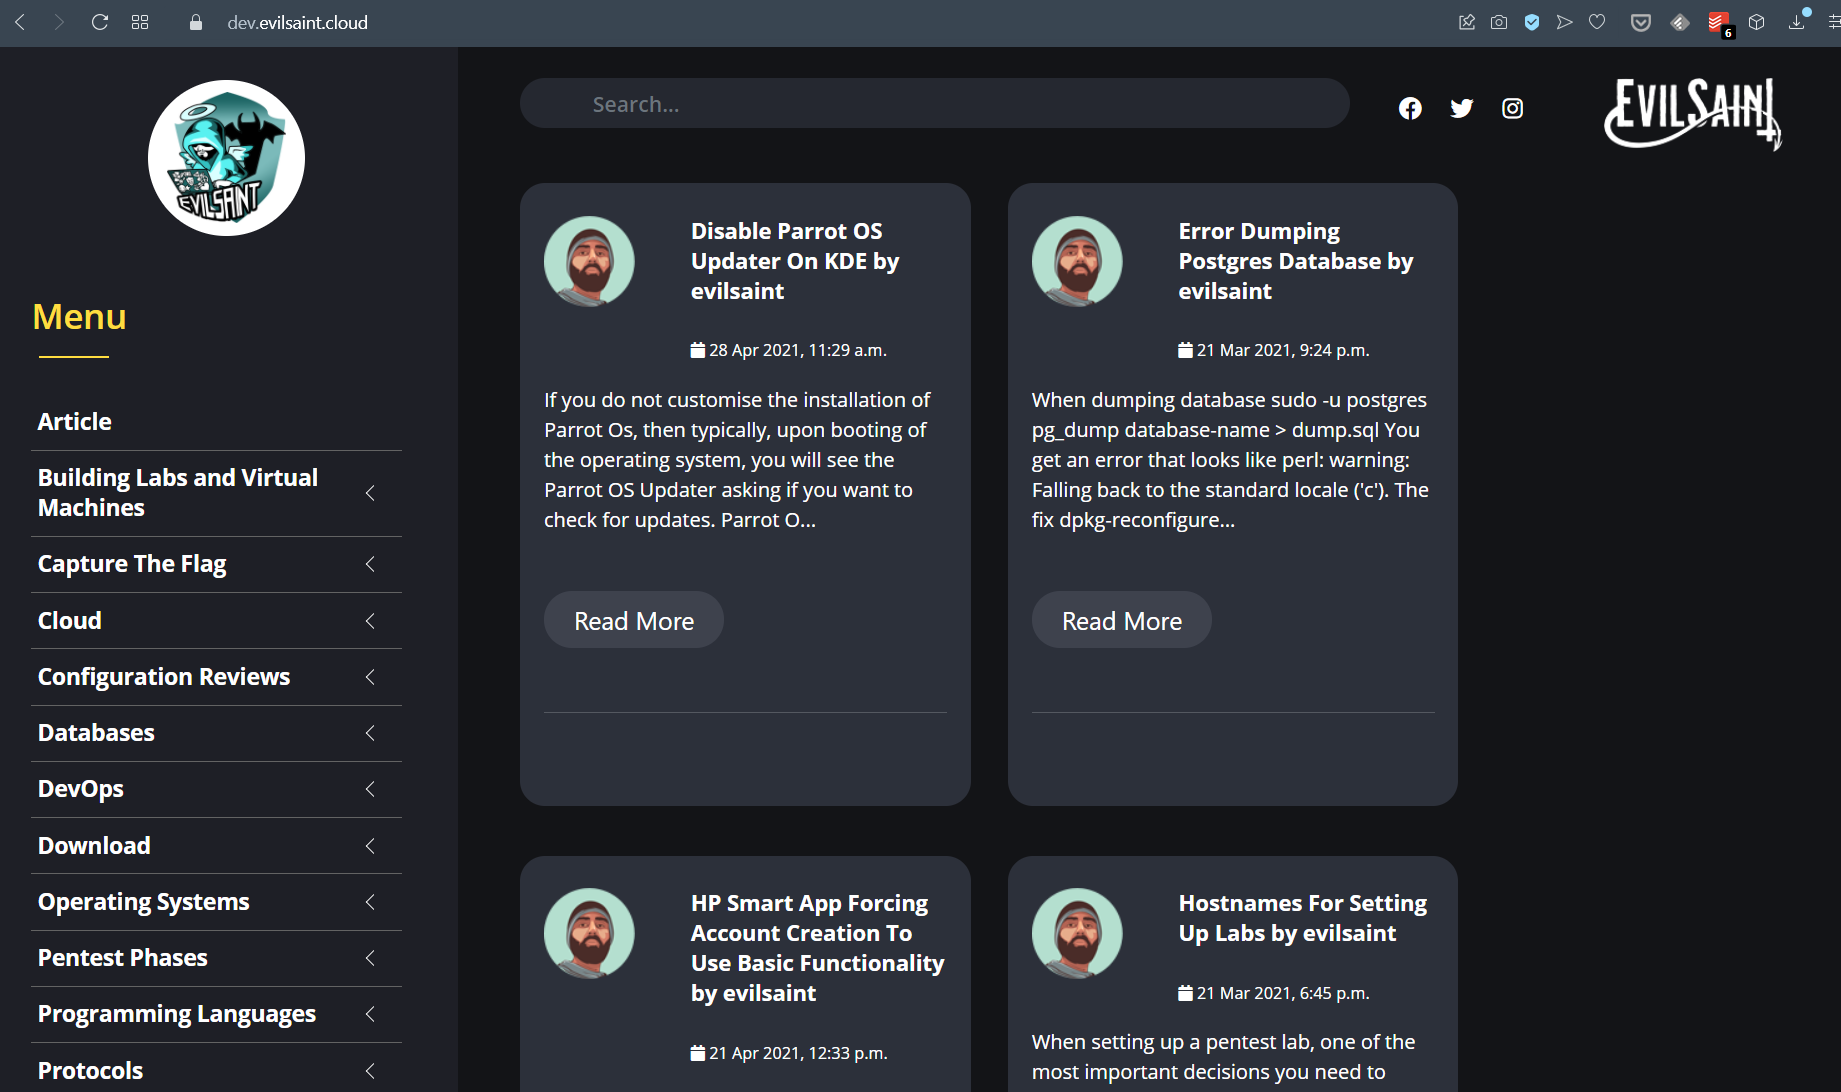 dev.evilsaint.cloud
6
EVILSAINT
Search...
EVILSAINT
Menu
Article
Building Labs and Virtual
Machines
Capture The Flag
Cloud
Configuration Reviews
Databases
DevOps
Download
Operating Systems
Pentest Phases
Programming Languages
Protocols
Disable Parrot OS
Updater On KDE by
evilsaint
28 Apr 2021, 11:29 a.m.
If you do not customise the installation of
Parrot Os, then typically, upon booting of
the operating system, you will see the
Parrot OS Updater asking if you want to
check for updates. Parrot O...
Read More
Error Dumping
Postgres Database by
evilsaint
21 Mar 2021, 9:24 p.m.
When dumping database sudo -u postgres
pg_dump database-name > dump.sql You
get an error that looks like perl: warning:
Falling back to the standard locale ('c'). The
fix dpkg-reconfigure...
Read More
HP Smart App Forcing
Account Creation To
Use Basic Functionality
by evilsaint
21 Apr 2021, 12:33 p.m.
Hostnames For Setting
Up Labs by evilsaint
21 Mar 2021, 6:45 p.m.
When setting up a pentest lab, one of the
most important decisions you need to